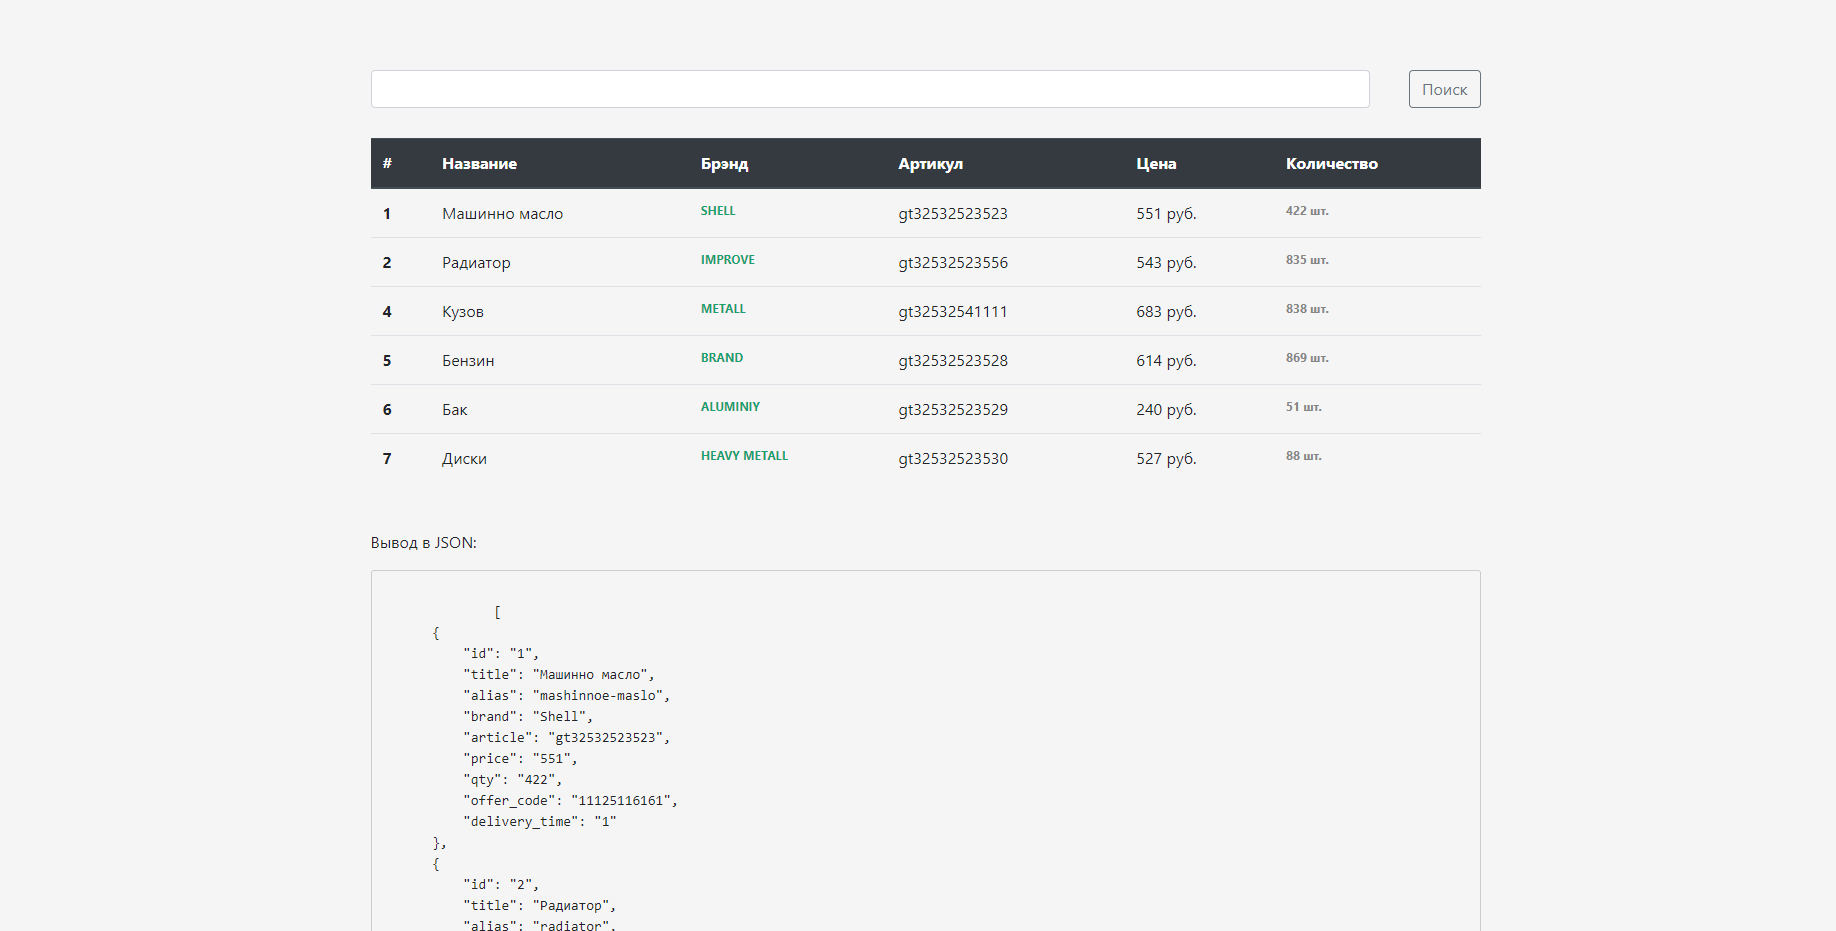 Поиск
# Название Брэнд Артикул Цена Количество
1 Машинно масло SHELL gt32532523523 551 руб. 422 шт.
2 Радиатор IMPROVE gt32532523556 543 руб. 835 шт.
4 Кузов METALL gt32532541111 683 руб. 838 шт.
5 Бензин BRAND gt32532523528 614 руб. 869 шт.
6 Бак ALUMINIY gt32532523529 240 руб. 51 шт.
7 Диски HEAVY METALL gt32532523530 527 руб. 88 шт.
Вывод в JSON:
[
{
"id": "1",
"title": "Машинно масло",
"alias": "mashinnoe-maslo",
"brand": "Shell",
"article": "gt32532523523",
"price": "551",
"qty": "422",
"offer_code": "11125116161",
"delivery_time": "1"
},
{
"id": "2",
"title": "Радиатор",
"alias": "radiator",